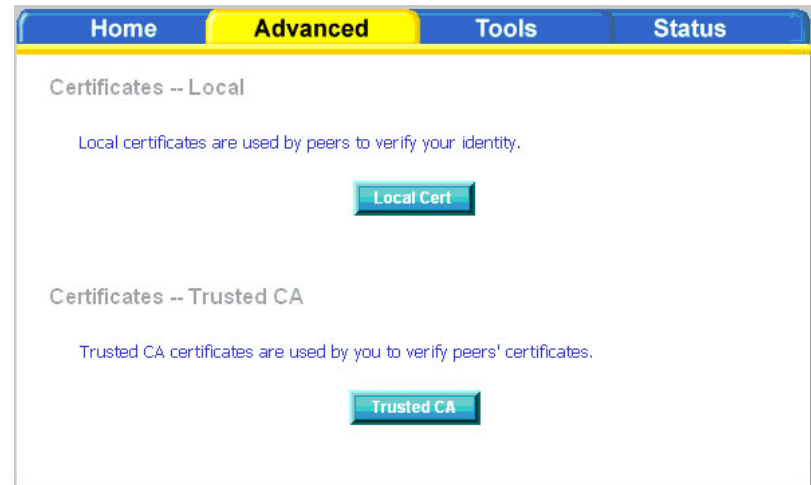 Home Advanced Tools Status
Certificates -- Local
Local certificates are used by peers to verify your identity.
Local Cert
Certificates -- Trusted CA
Trusted CA certificates are used by you to verify peers' certificates.
Trusted CA